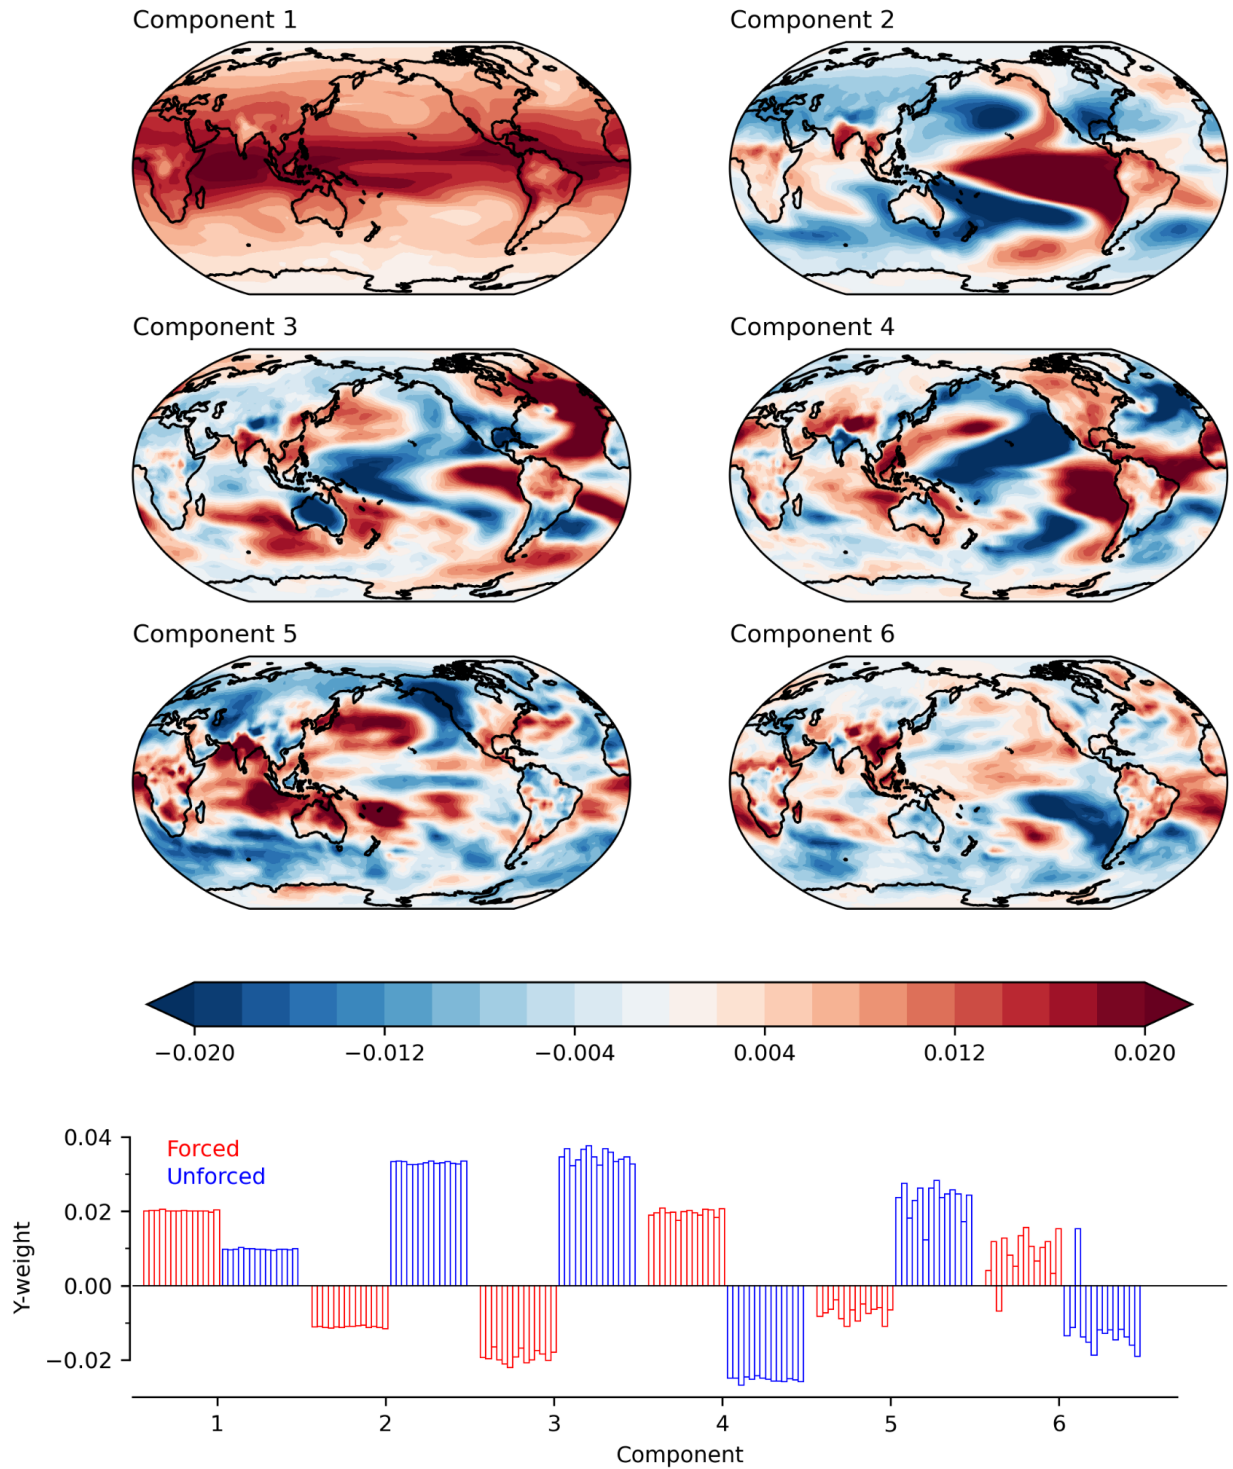 Component 1
Component 2
Component 3
Component 4
Component 5
Component 6
−0.020 −0.012 −0.004 0.004 0.012 0.020
0.04
Forced
Unforced
0.02
0.00
−0.02
Y-weight
1 2 3 4 5 6
Component